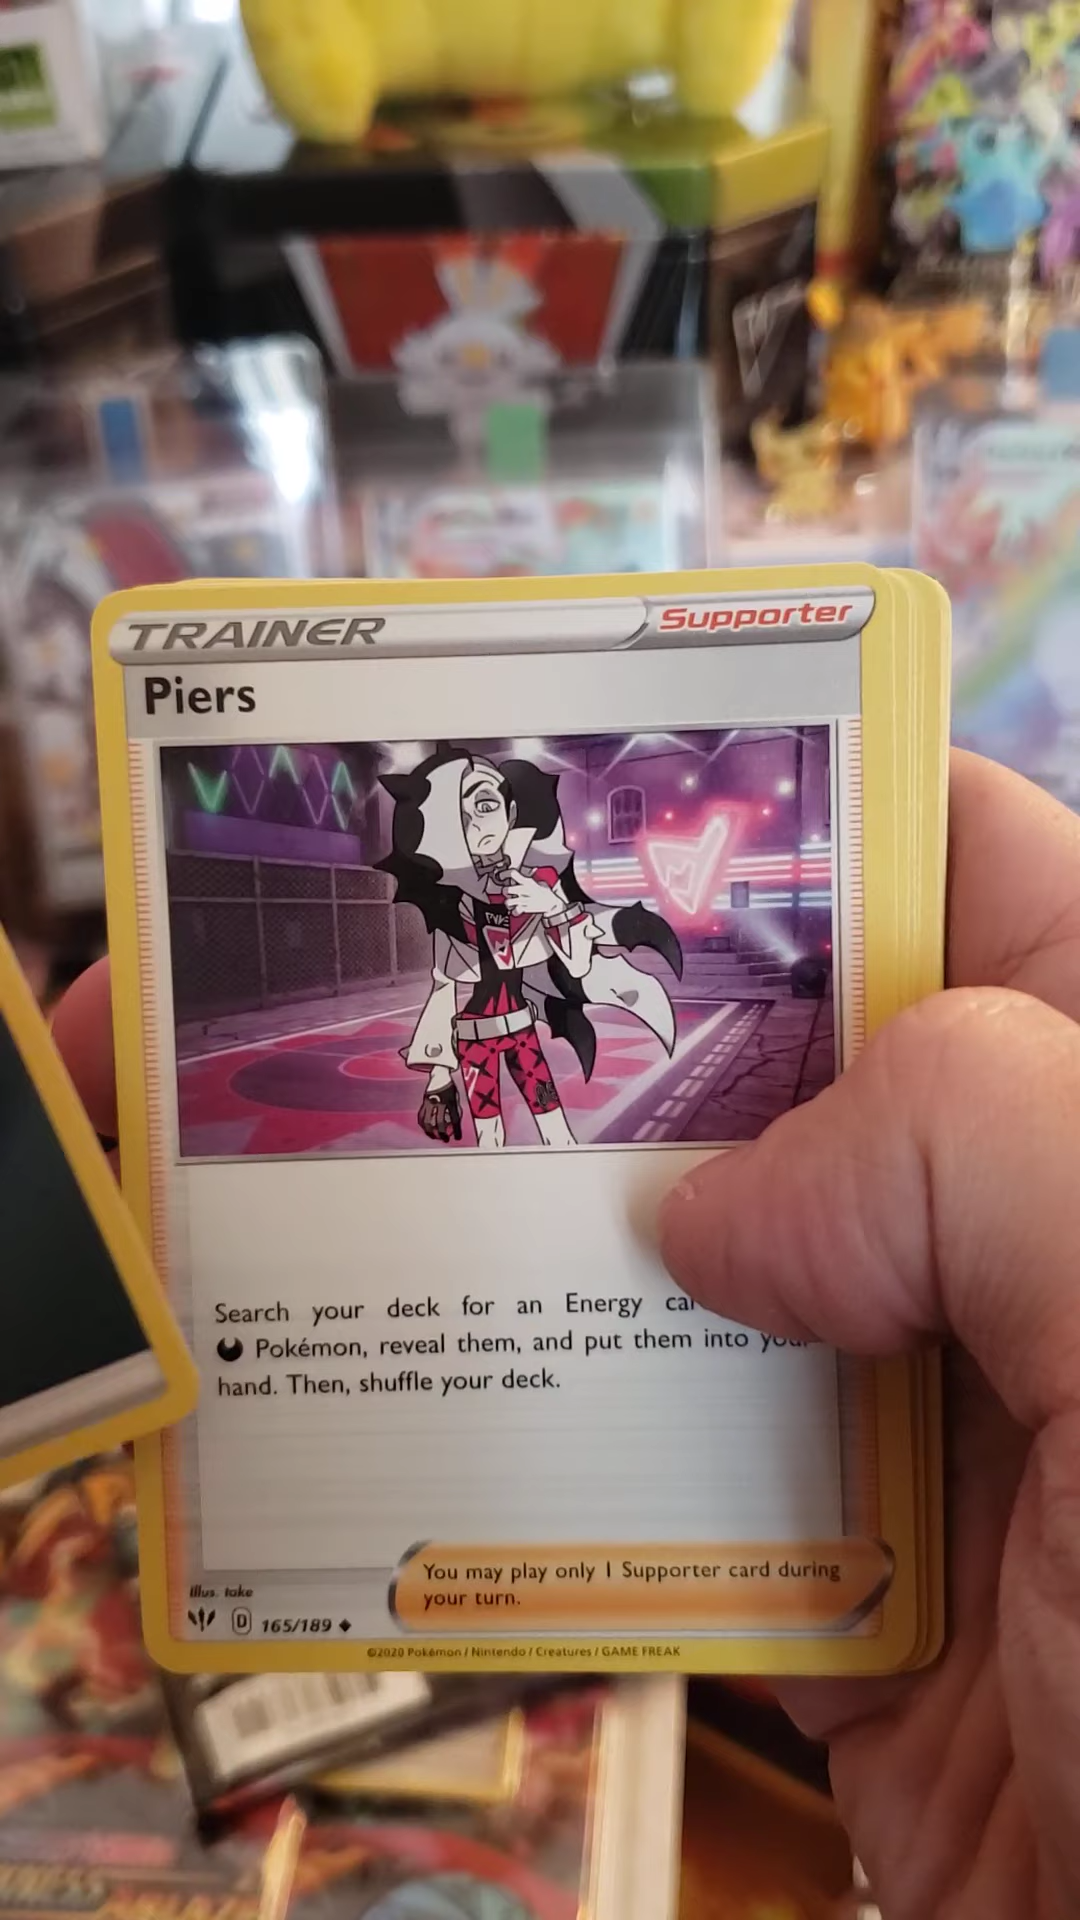 TRAINER Supporter
Piers
Search your deck for an Energy
Pokémon, reveal them, and put them into
hand. Then, shuffle your deck.
You may play only 1 Supporter card during
your turn.
Illus. take
D 165/189
©2020 Pokémon / Nintendo / Creatures / GAME FREAK